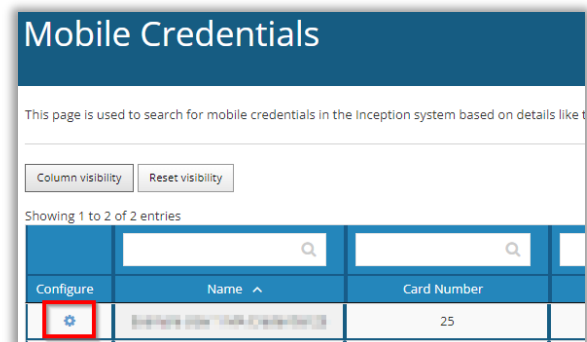 Mobile Credentials
This page is used to search for mobile credentials in the Inception system based on details like t
Column visibility Reset visibility
Showing 1 to 2 of 2 entries
Configure Name Card Number
25